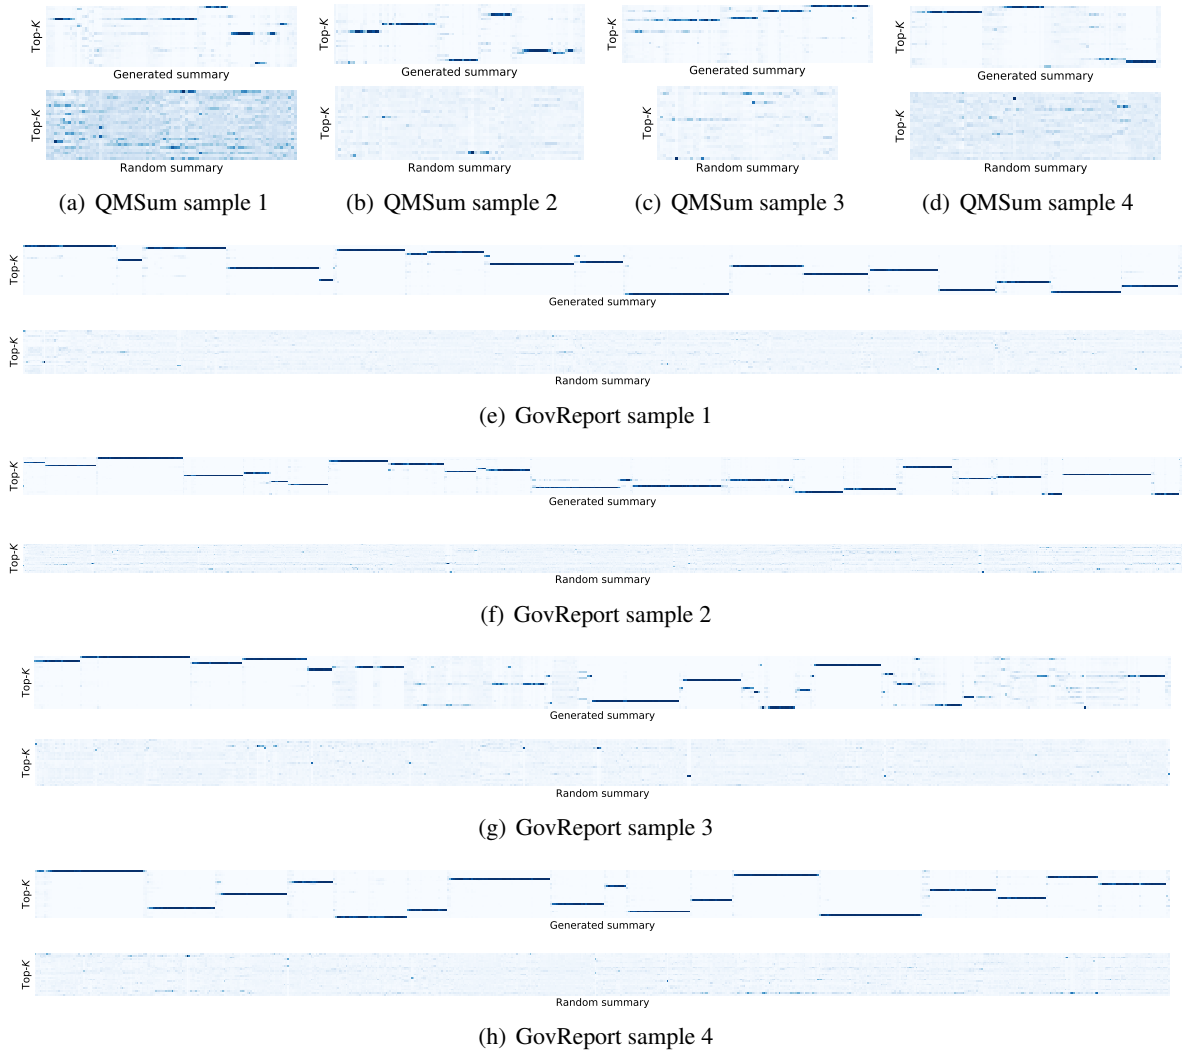 Top-K
Generated summary
Top-K
Random summary
(a) QMSum sample 1
Top-K
Generated summary
Top-K
Random summary
(b) QMSum sample 2
Top-K
Generated summary
Top-K
Random summary
(c) QMSum sample 3
Top-K
Generated summary
Top-K
Random summary
(d) QMSum sample 4
Top-K
Generated summary
Top-K
Random summary
(e) GovReport sample 1
Top-K
Generated summary
Top-K
Random summary
(f) GovReport sample 2
Top-K
Generated summary
Top-K
Random summary
(g) GovReport sample 3
Top-K
Generated summary
Top-K
Random summary
(h) GovReport sample 4